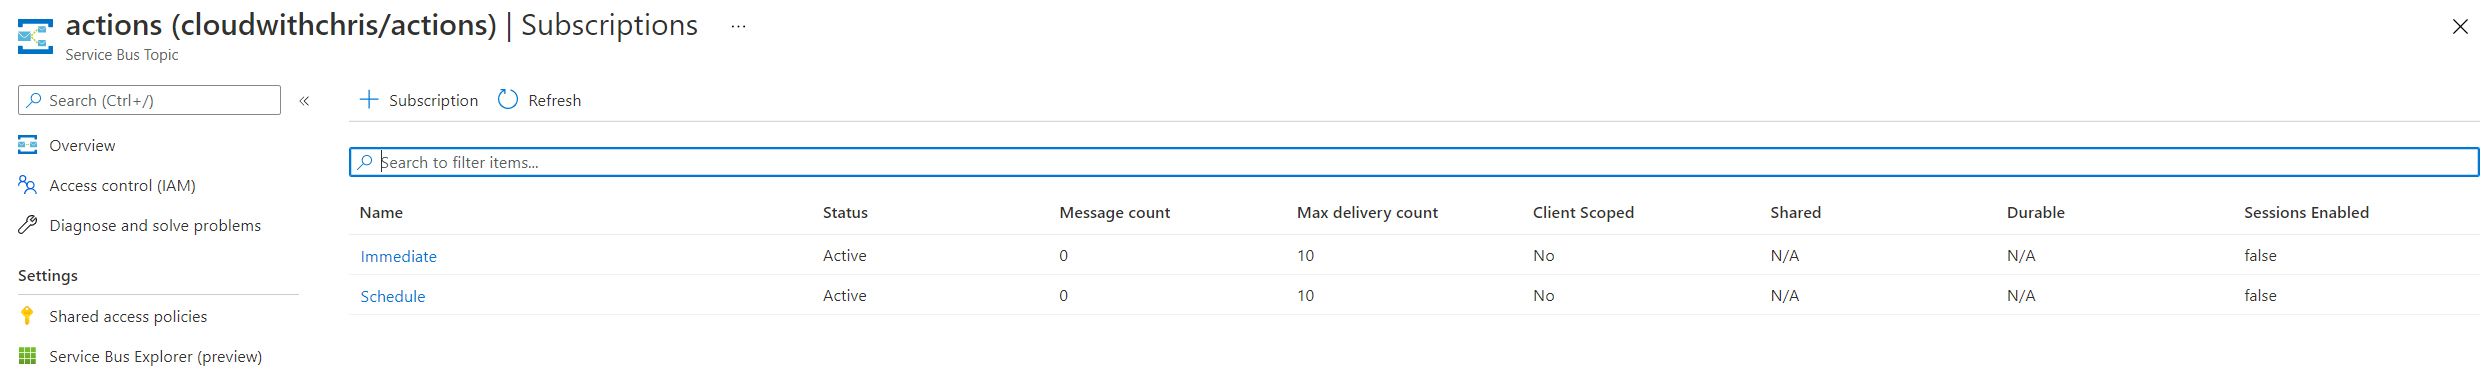 actions (cloudwithchris/actions) | Subscriptions ...
Service Bus Topic
Search (Ctrl+/)
Overview
Access control (IAM)
Diagnose and solve problems
Settings
Shared access policies
Service Bus Explorer (preview)
Subscription Refresh
Search to filter items...
Name Status Message count Max delivery count Client Scoped Shared Durable Sessions Enabled
Immediate Active 0 10 No N/A N/A false
Schedule Active 0 10 No N/A N/A false